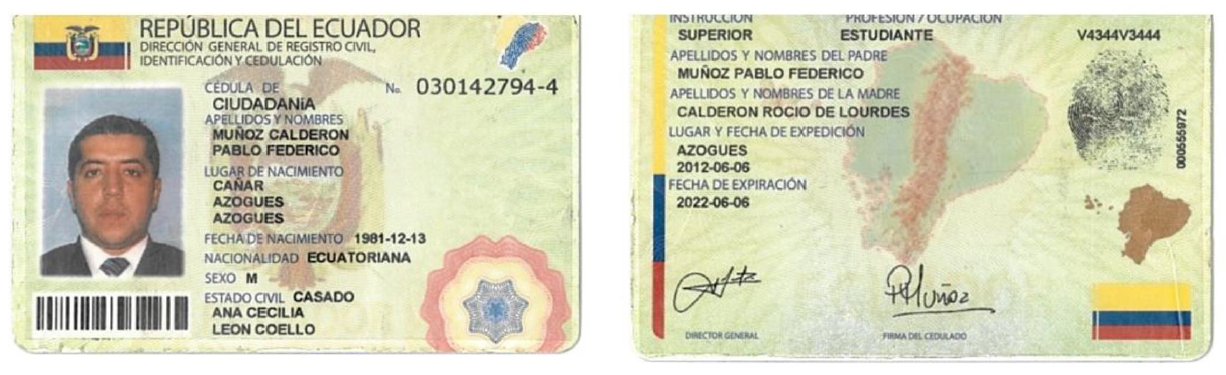 REPÚBLICA DEL ECUADOR
DIRECCIÓN GENERAL DE REGISTRO CIVIL,
IDENTIFICACIÓN Y CEDULACIÓN
CÉDULA DE No. 030142794-4
CIUDADANÍA
APELLIDOS Y NOMBRES
MUÑOZ CALDERON
PABLO FEDERICO
LUGAR DE NACIMIENTO
CAÑAR
AZOGUES
AZOGUES
FECHA DE NACIMIENTO 1981-12-13
NACIONALIDAD ECUATORIANA
SEXO M
ESTADO CIVIL CASADO
ANA CECILIA
LEON COELLO
INSTRUCCIÓN PROFESIÓN / OCUPACIÓN
SUPERIOR ESTUDIANTE V4344V3444
APELLIDOS Y NOMBRES DEL PADRE
MUÑOZ PABLO FEDERICO
APELLIDOS Y NOMBRES DE LA MADRE
CALDERON ROCIO DE LOURDES
LUGAR Y FECHA DE EXPEDICIÓN
AZOGUES
2012-06-06
FECHA DE EXPIRACIÓN
2022-06-06
000555972
PMuñoz
DIRECTOR GENERAL FIRMA DEL CEDULADO